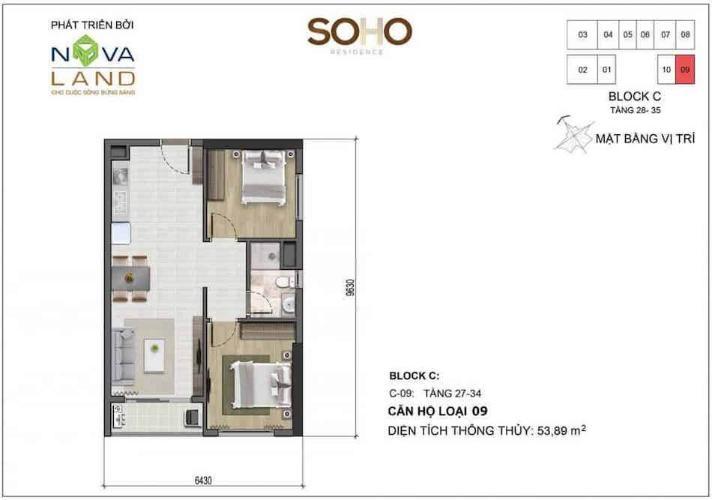 PHÁT TRIỂN BỞI
NOVA
LAND
CHO CUỘC SỐNG BỪNG SÁNG
SOHO
RESIDENCE
03 04 05 06 07 08
02 01 10 09
BLOCK C
TẦNG 28- 35
MẶT BẰNG VỊ TRÍ
9630
6430
BLOCK C:
C-09: TẦNG 27-34
CĂN HỘ LOẠI 09
DIỆN TÍCH THÔNG THỦY: 53,89 m²